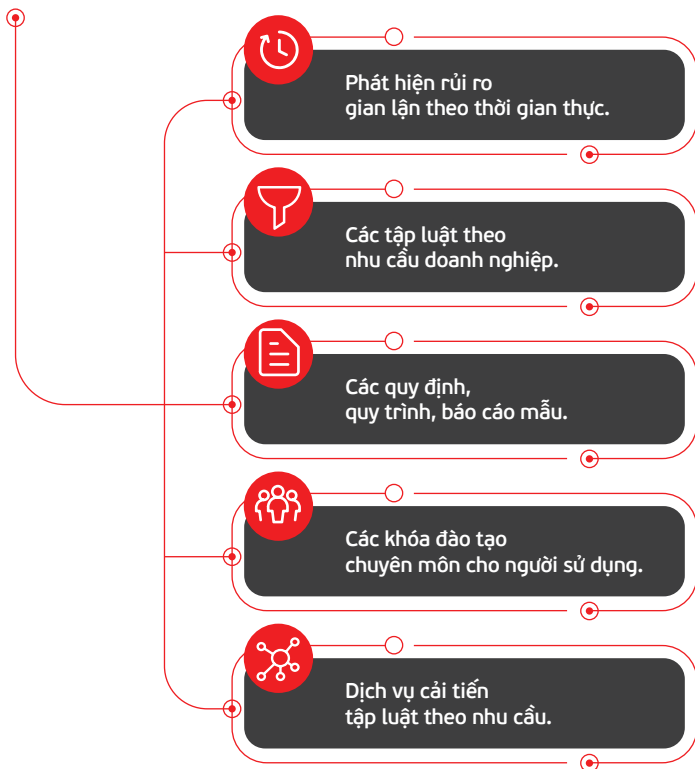 Phát hiện rủi ro
gian lận theo thời gian thực.
Các tập luật theo
nhu cầu doanh nghiệp.
Các quy định,
quy trình, báo cáo mẫu.
Các khóa đào tạo
chuyên môn cho người sử dụng.
Dịch vụ cải tiến
tập luật theo nhu cầu.